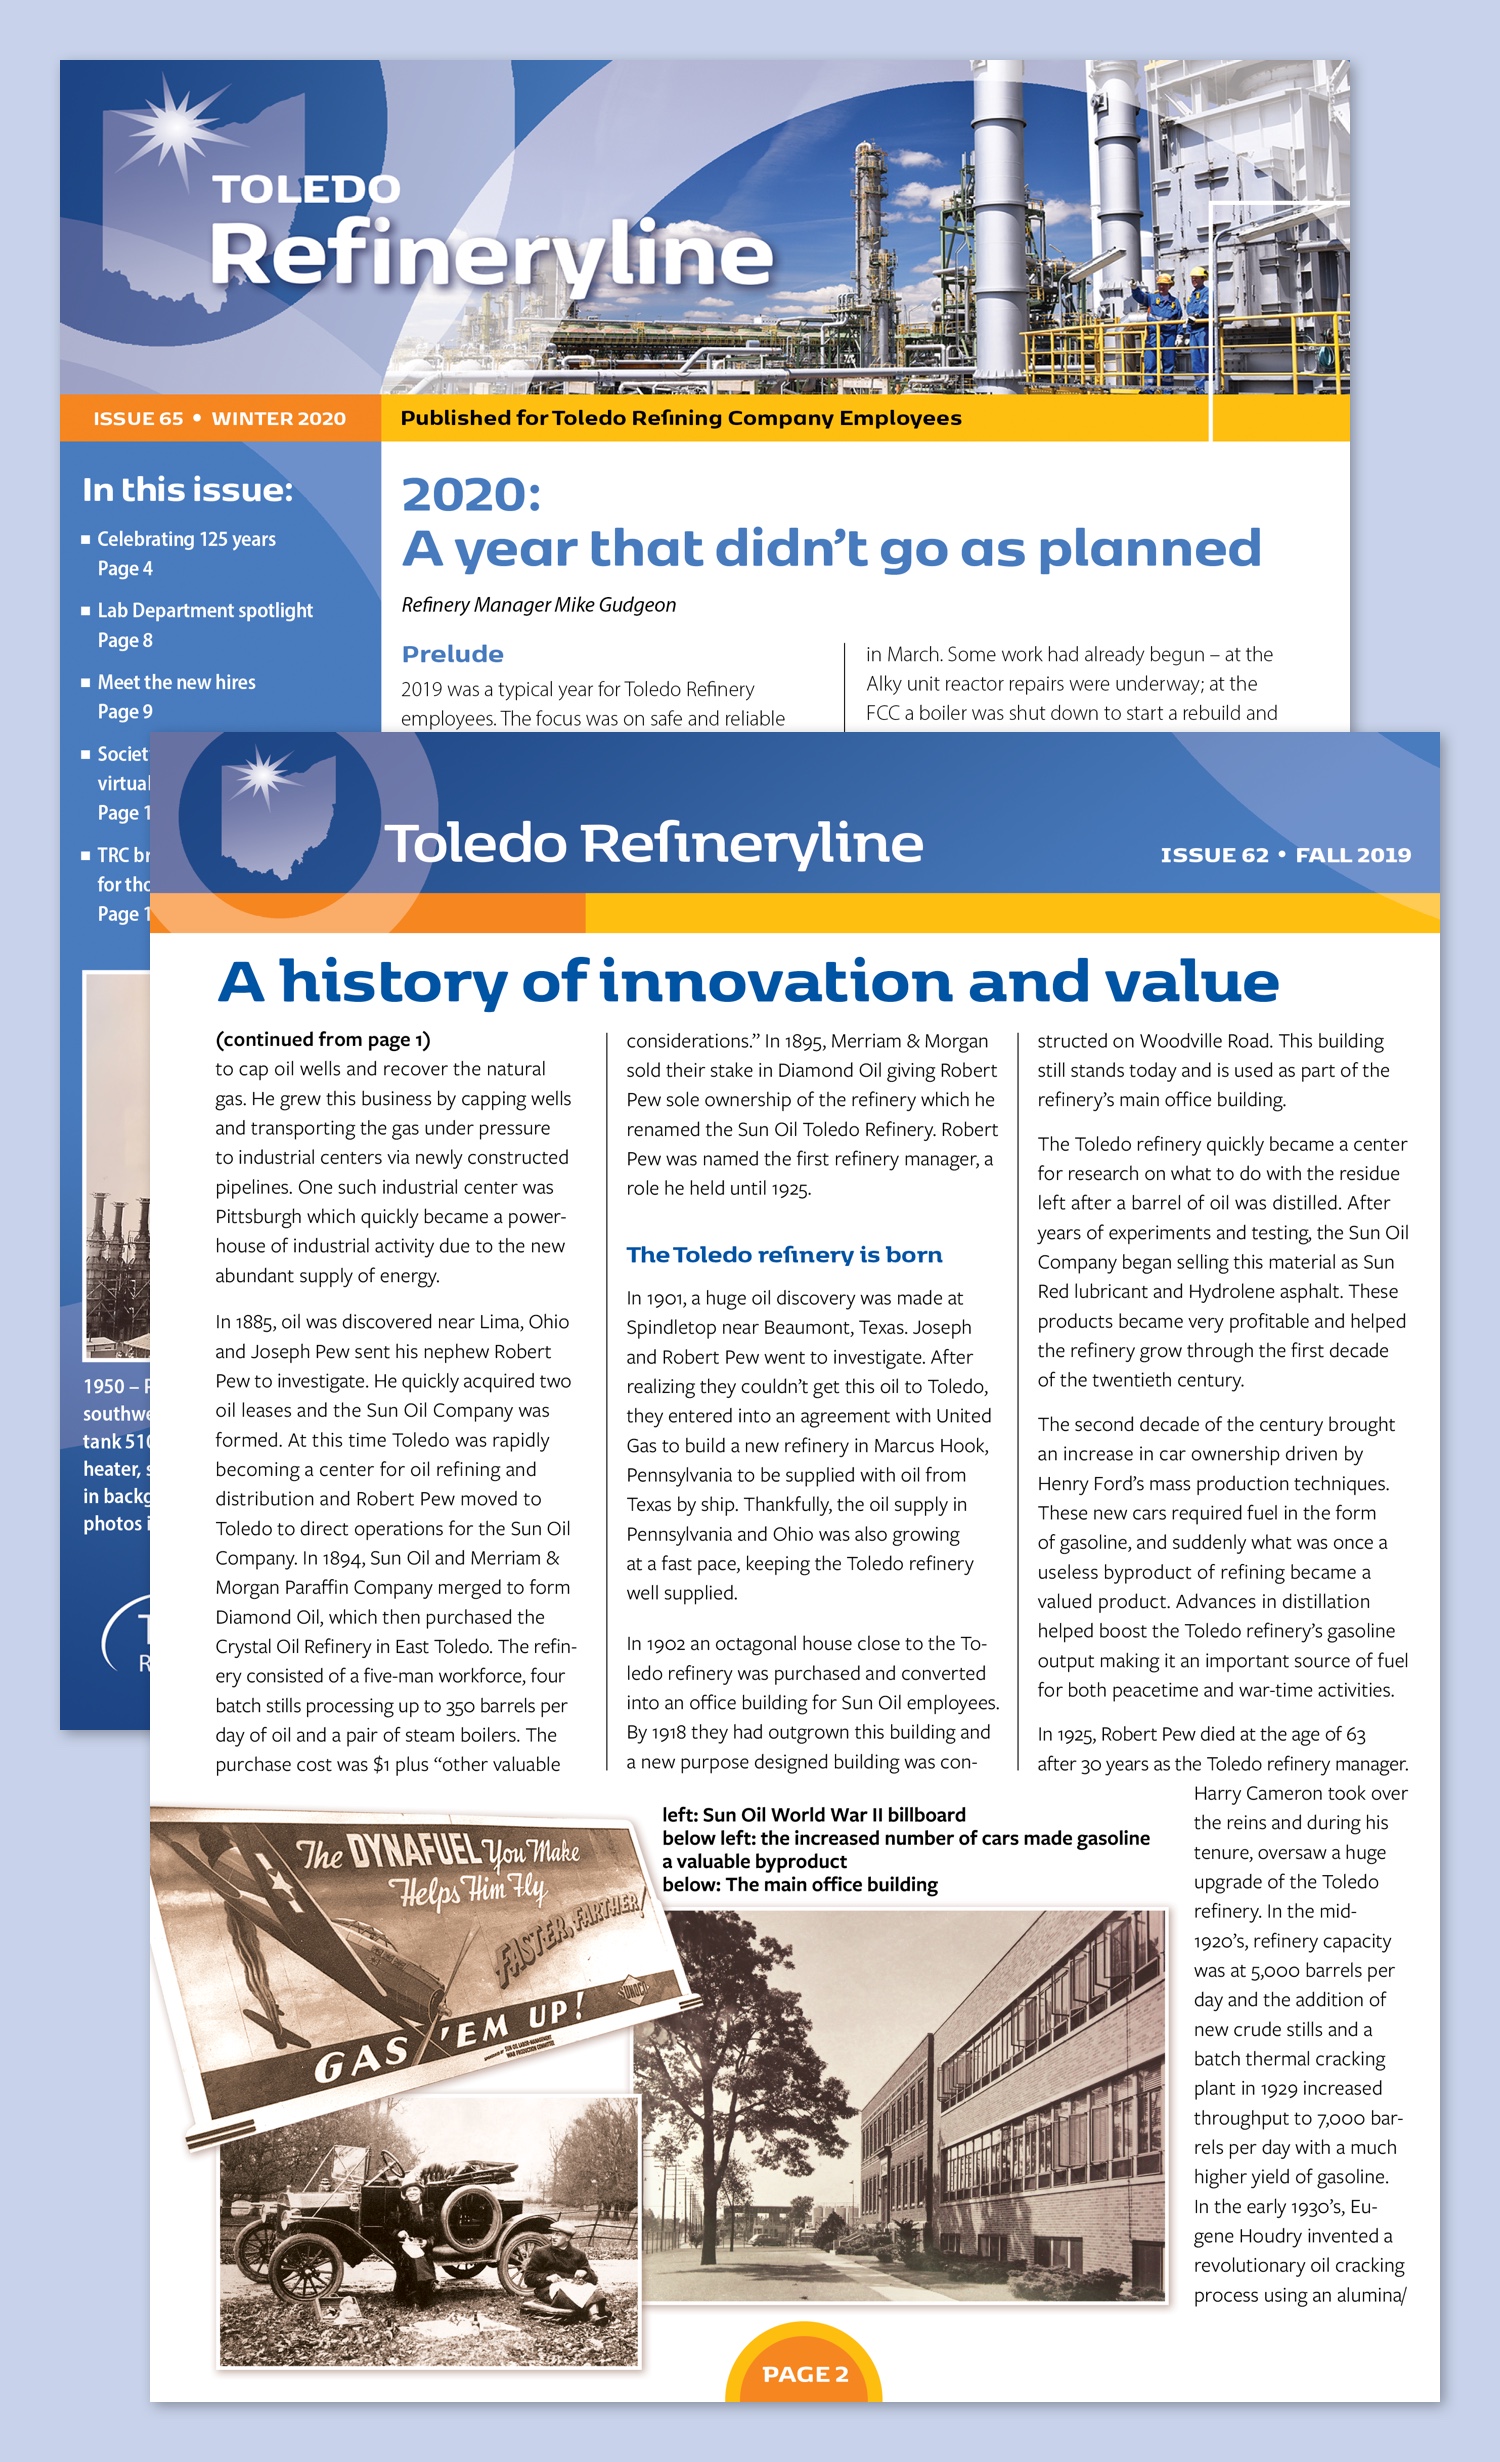 TOLEDO
Refineryline
ISSUE 65 • WINTER 2020
Published for Toledo Refining Company Employees
In this issue:
■ Celebrating 125 years
Page 4
■ Lab Department spotlight
Page 8
■ Meet the new hires
Page 9
■ Societ
virtual
Page 1
■ TRC br
for tho
Page 1
1950 –
southwe
tank 510
heater,
in backg
photos i
2020:
A year that didn’t go as planned
Refinery Manager Mike Gudgeon
Prelude
2019 was a typical year for Toledo Refinery
employees. The focus was on safe and reliable
in March. Some work had already begun – at the
Alky unit reactor repairs were underway; at the
FCC a boiler was shut down to start a rebuild and
Toledo Refineryline
ISSUE 62 • FALL 2019
A history of innovation and value
(continued from page 1)
to cap oil wells and recover the natural
gas. He grew this business by capping wells
and transporting the gas under pressure
to industrial centers via newly constructed
pipelines. One such industrial center was
Pittsburgh which quickly became a power-
house of industrial activity due to the new
abundant supply of energy.
In 1885, oil was discovered near Lima, Ohio
and Joseph Pew sent his nephew Robert
Pew to investigate. He quickly acquired two
oil leases and the Sun Oil Company was
formed. At this time Toledo was rapidly
becoming a center for oil refining and
distribution and Robert Pew moved to
Toledo to direct operations for the Sun Oil
Company. In 1894, Sun Oil and Merriam &
Morgan Paraffin Company merged to form
Diamond Oil, which then purchased the
Crystal Oil Refinery in East Toledo. The refin-
ery consisted of a five-man workforce, four
batch stills processing up to 350 barrels per
day of oil and a pair of steam boilers. The
purchase cost was $1 plus “other valuable
considerations.” In 1895, Merriam & Morgan
sold their stake in Diamond Oil giving Robert
Pew sole ownership of the refinery which he
renamed the Sun Oil Toledo Refinery. Robert
Pew was named the first refinery manager, a
role he held until 1925.
The Toledo refinery is born
In 1901, a huge oil discovery was made at
Spindletop near Beaumont, Texas. Joseph
and Robert Pew went to investigate. After
realizing they couldn’t get this oil to Toledo,
they entered into an agreement with United
Gas to build a new refinery in Marcus Hook,
Pennsylvania to be supplied with oil from
Texas by ship. Thankfully, the oil supply in
Pennsylvania and Ohio was also growing
at a fast pace, keeping the Toledo refinery
well supplied.
In 1902 an octagonal house close to the To-
ledo refinery was purchased and converted
into an office building for Sun Oil employees.
By 1918 they had outgrown this building and
a new purpose designed building was con-
structed on Woodville Road. This building
still stands today and is used as part of the
refinery’s main office building.
The Toledo refinery quickly became a center
for research on what to do with the residue
left after a barrel of oil was distilled. After
years of experiments and testing, the Sun Oil
Company began selling this material as Sun
Red lubricant and Hydrolene asphalt. These
products became very profitable and helped
the refinery grow through the first decade
of the twentieth century.
The second decade of the century brought
an increase in car ownership driven by
Henry Ford’s mass production techniques.
These new cars required fuel in the form
of gasoline, and suddenly what was once a
useless byproduct of refining became a
valued product. Advances in distillation
helped boost the Toledo refinery’s gasoline
output making it an important source of fuel
for both peacetime and war-time activities.
In 1925, Robert Pew died at the age of 63
after 30 years as the Toledo refinery manager.
Harry Cameron took over
the reins and during his
tenure, oversaw a huge
upgrade of the Toledo
refinery. In the mid-
1920’s, refinery capacity
was at 5,000 barrels per
day and the addition of
new crude stills and a
batch thermal cracking
plant in 1929 increased
throughput to 7,000 bar-
rels per day with a much
higher yield of gasoline.
In the early 1930’s, Eu-
gene Houdry invented a
revolutionary oil cracking
process using an alumina/
left: Sun Oil World War II billboard
below left: the increased number of cars made gasoline
a valuable byproduct
below: The main office building
The DYNAFUEL You Make
Helps Him Fly
FASTER, FARTHER!
SUNOCO
GAS 'EM UP!
PAGE 2